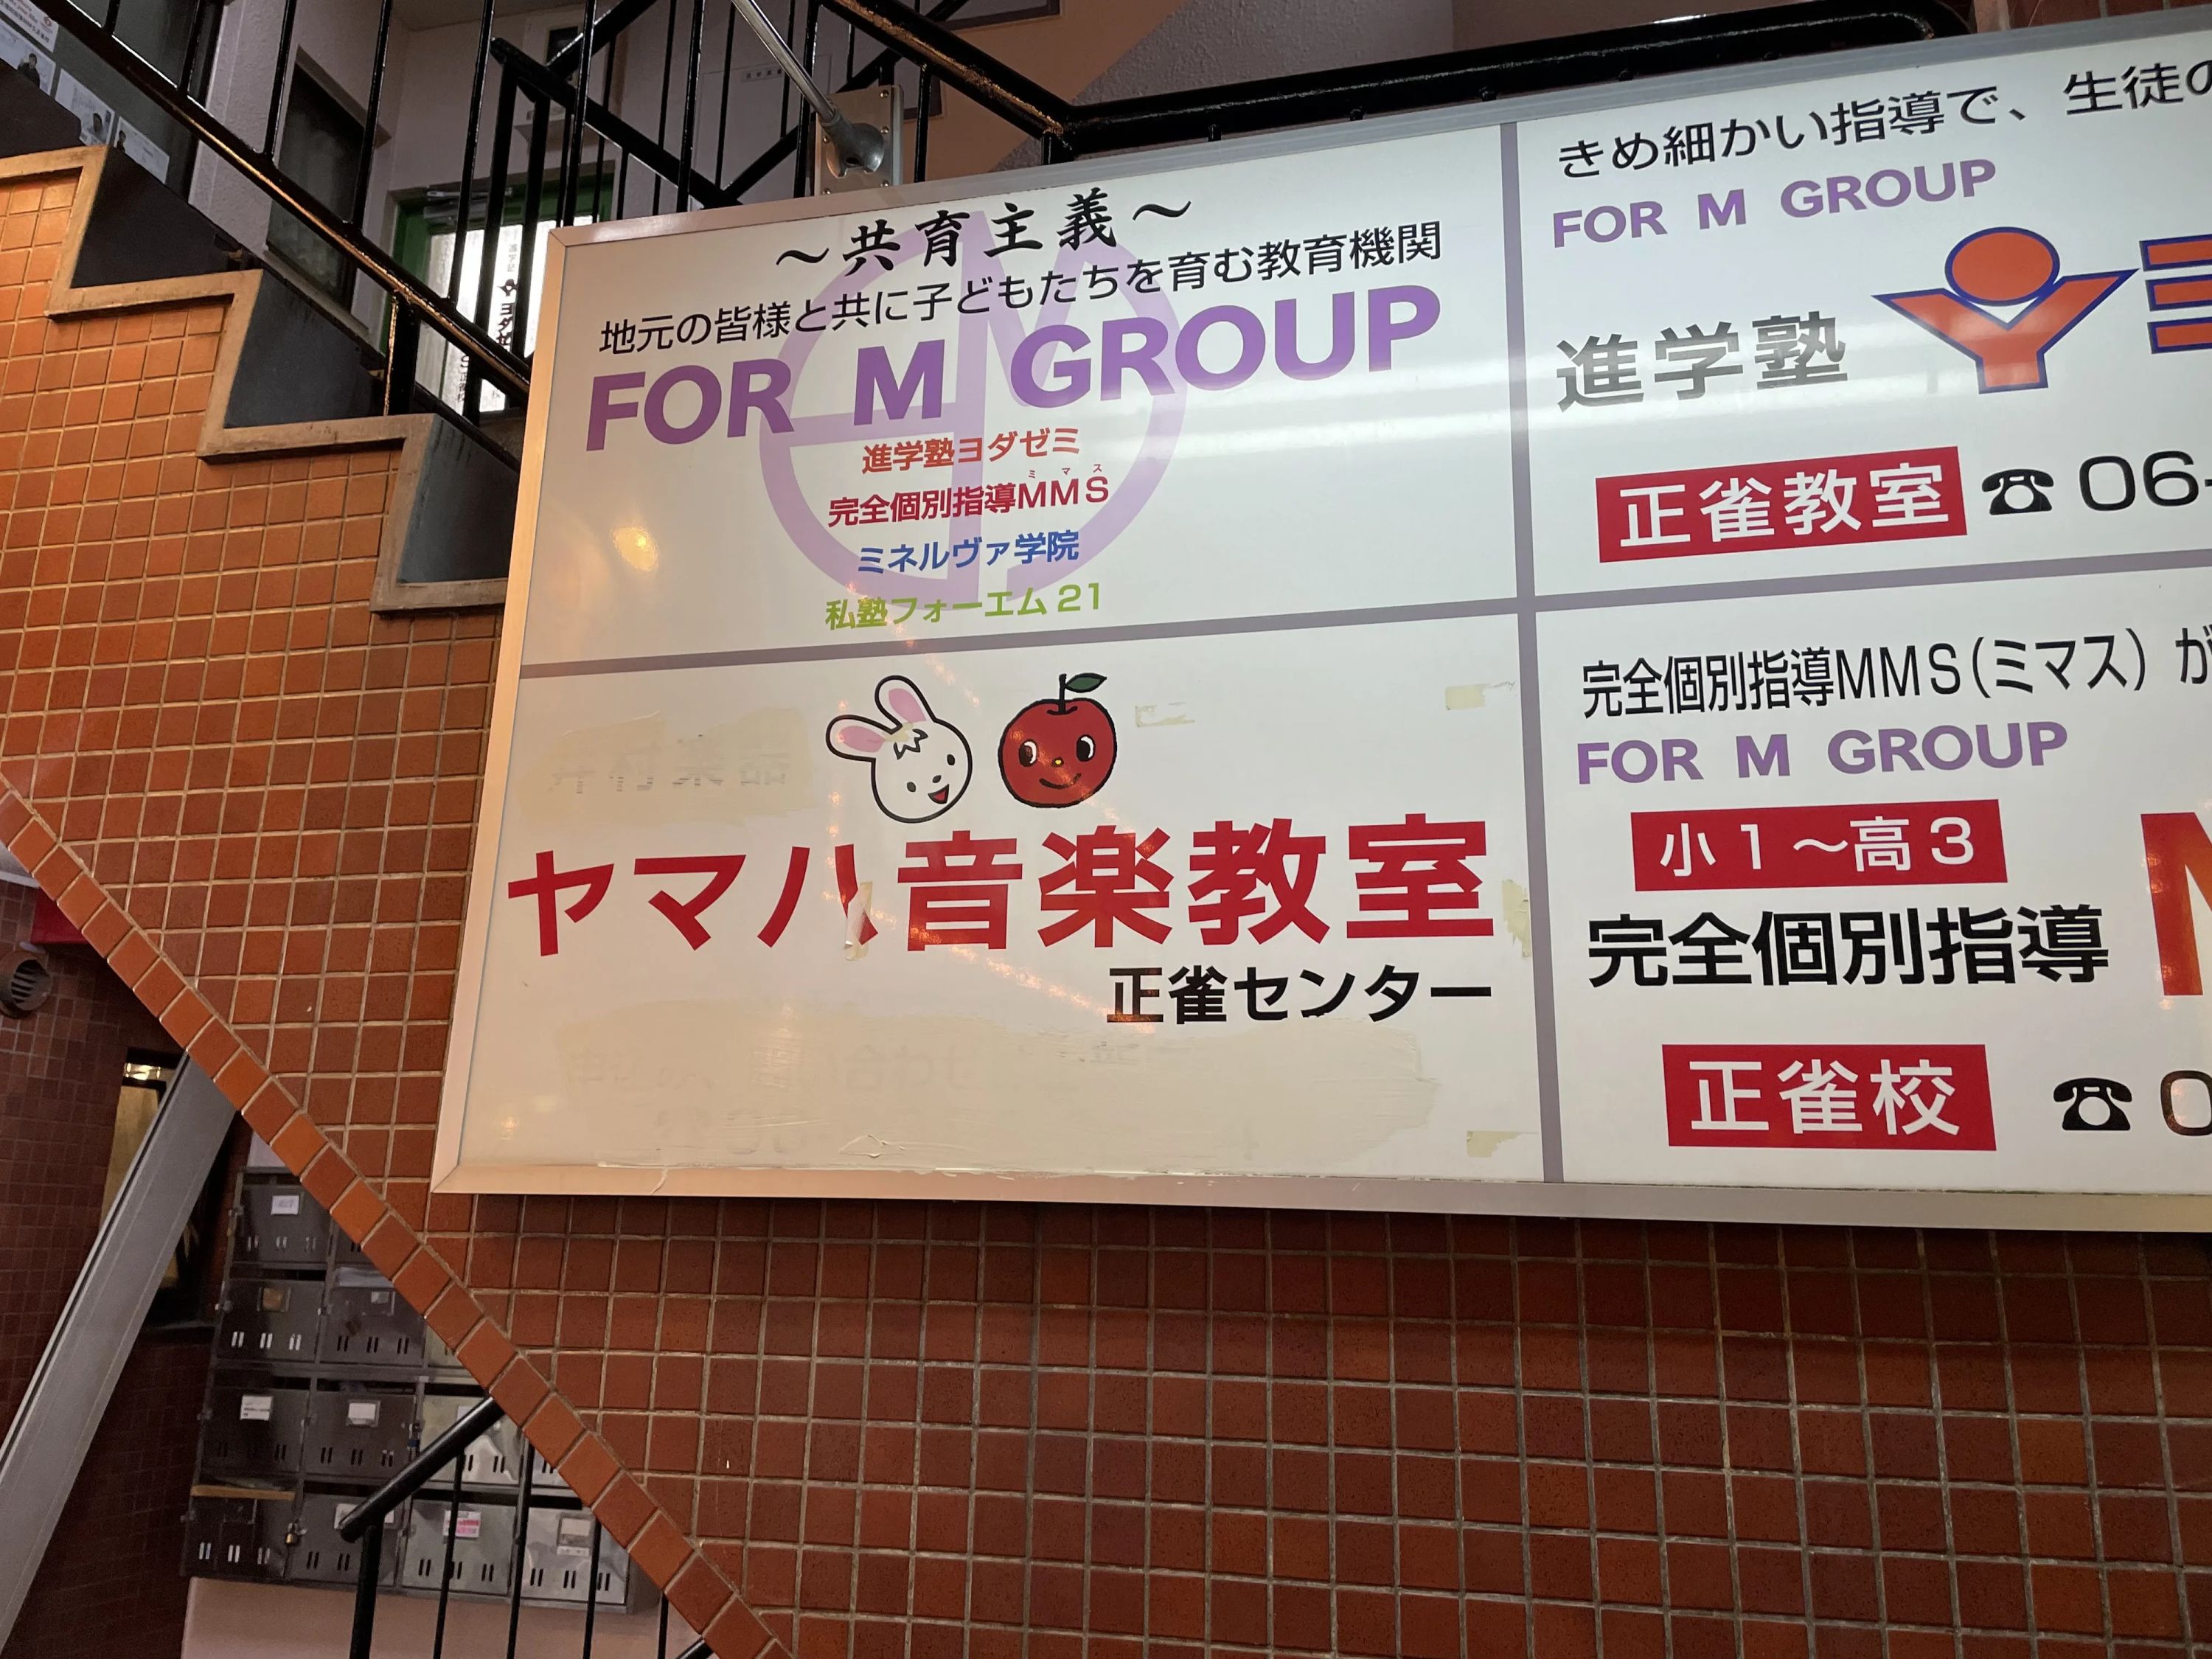 ～共育主義～
地元の皆様と共に子どもたちを育む教育機関
FOR M GROUP
進学塾ヨダゼミ
ミマス
完全個別指導MMS
ミネルヴァ学院
私塾フォーエム21
きめ細かい指導で、生徒の
FOR M GROUP
進学塾
正雀教室 ☎06-
井村楽器
ヤマハ音楽教室
正雀センター
完全個別指導MMS(ミマス)が
FOR M GROUP
小1～高3
完全個別指導
正雀校 ☎0